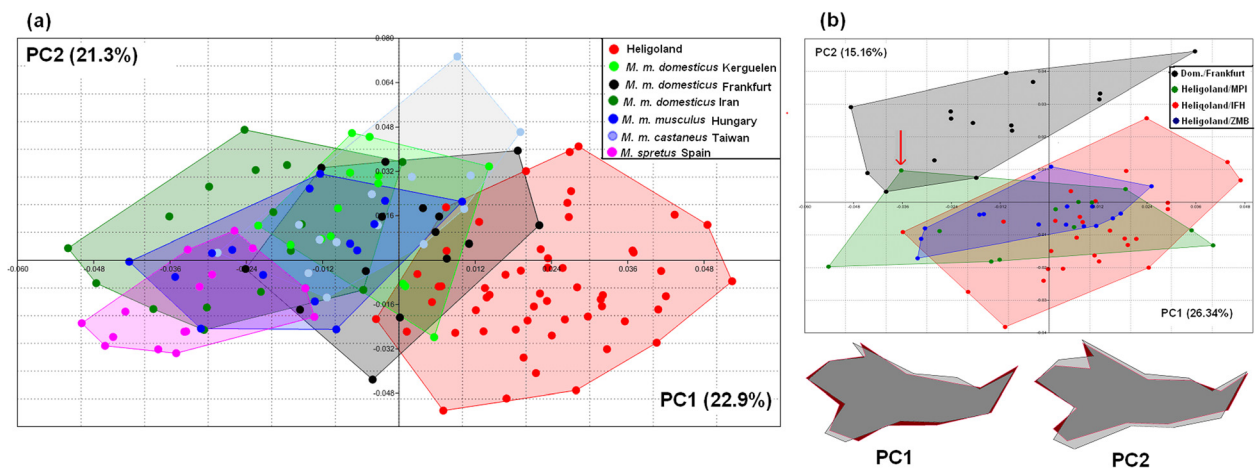 (a)
PC2 (21.3%)
0.080
0.064
0.048
0.032
0.016
-0.060
-0.048
-0.036
-0.024
-0.012
0.012
0.024
0.036
0.048
-0.016
-0.032
-0.048
PC1 (22.9%)
Heligoland
M. m. domesticus Kerguelen
M. m. domesticus Frankfurt
M. m. domesticus Iran
M. m. musculus Hungary
M. m. castaneus Taiwan
M. spretus Spain
(b)
PC2 (15.16%)
Dom./Frankfurt
Heligoland/MPI
Heligoland/IFH
Heligoland/ZMB
PC1 (26.34%)
PC1
PC2